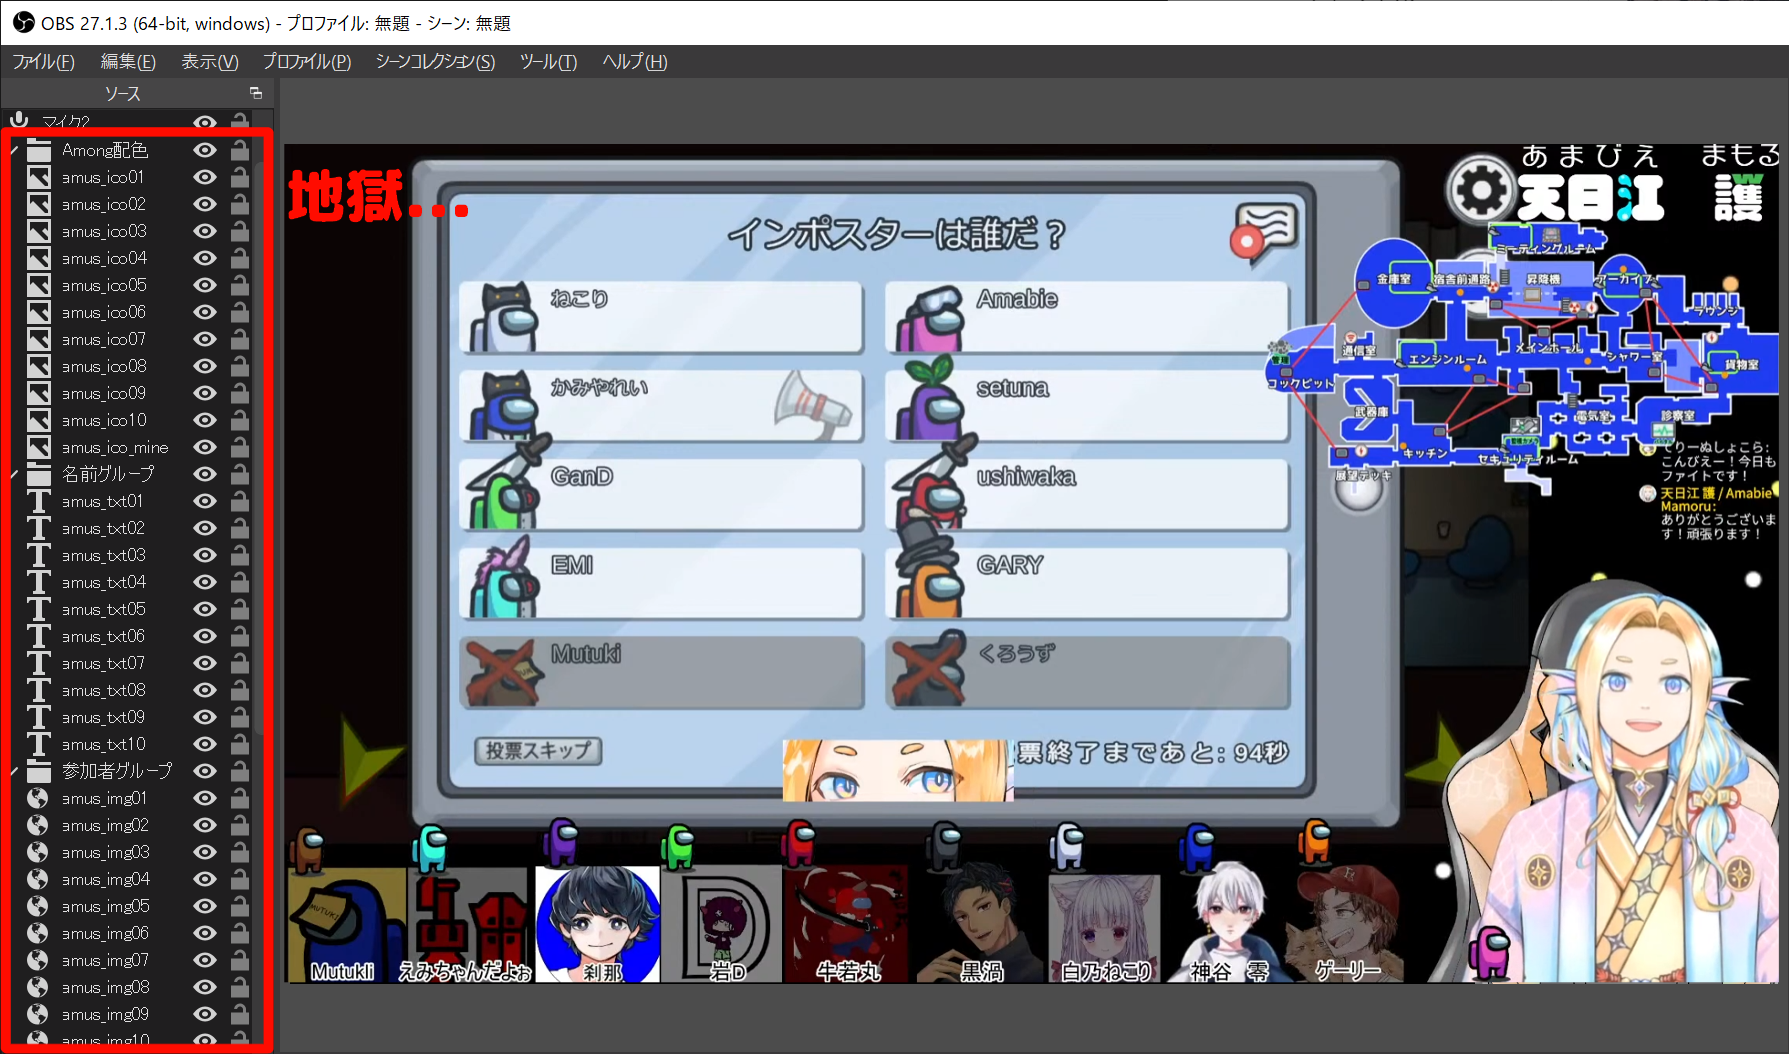 OBS 27.1.3 (64-bit, windows) - プロファイル: 無題 - シーン: 無題
ファイル(F) 編集(E) 表示(V) プロファイル(P) シーンコレクション(S) ツール(T) ヘルプ(H)
ソース
マイク2
Among配色
amus_ico01
amus_ico02
amus_ico03
amus_ico04
amus_ico05
amus_ico06
amus_ico07
amus_ico08
amus_ico09
amus_ico10
amus_ico_mine
名前グループ
amus_txt01
amus_txt02
amus_txt03
amus_txt04
amus_txt05
amus_txt06
amus_txt07
amus_txt08
amus_txt09
amus_txt10
参加者グループ
amus_img01
amus_img02
amus_img03
amus_img04
amus_img05
amus_img06
amus_img07
amus_img08
amus_img09
amus_img10
地獄...
インポスターは誰だ?
ねこり
Amabie
かみやれい
setuna
GanD
ushiwaka
EMI
GARY
Mutuki
くろうず
投票スキップ
票終了まであと: 94秒
あまびえ まもる
天日江 護
ミーティングルーム
金庫室
宿舎前通路
昇降機
アーカイブ
ラウンジ
通信室
エンジンルーム
メインホール
シャワー室
貨物室
コックピット
武器庫
電気室
診察室
キッチン
セキュリティルーム
展望デッキ
てりーぬしょこら:
こんびえー!今日も
ファイトです!
天日江 護 / Amabie
Mamoru:
ありがとうございま
す!頑張ります!
MUTUKI
Mutukli
えみちゃんだよぉ
刹那
岩D
牛若丸
黒渦
白乃ねこり
神谷 零
ゲーリー